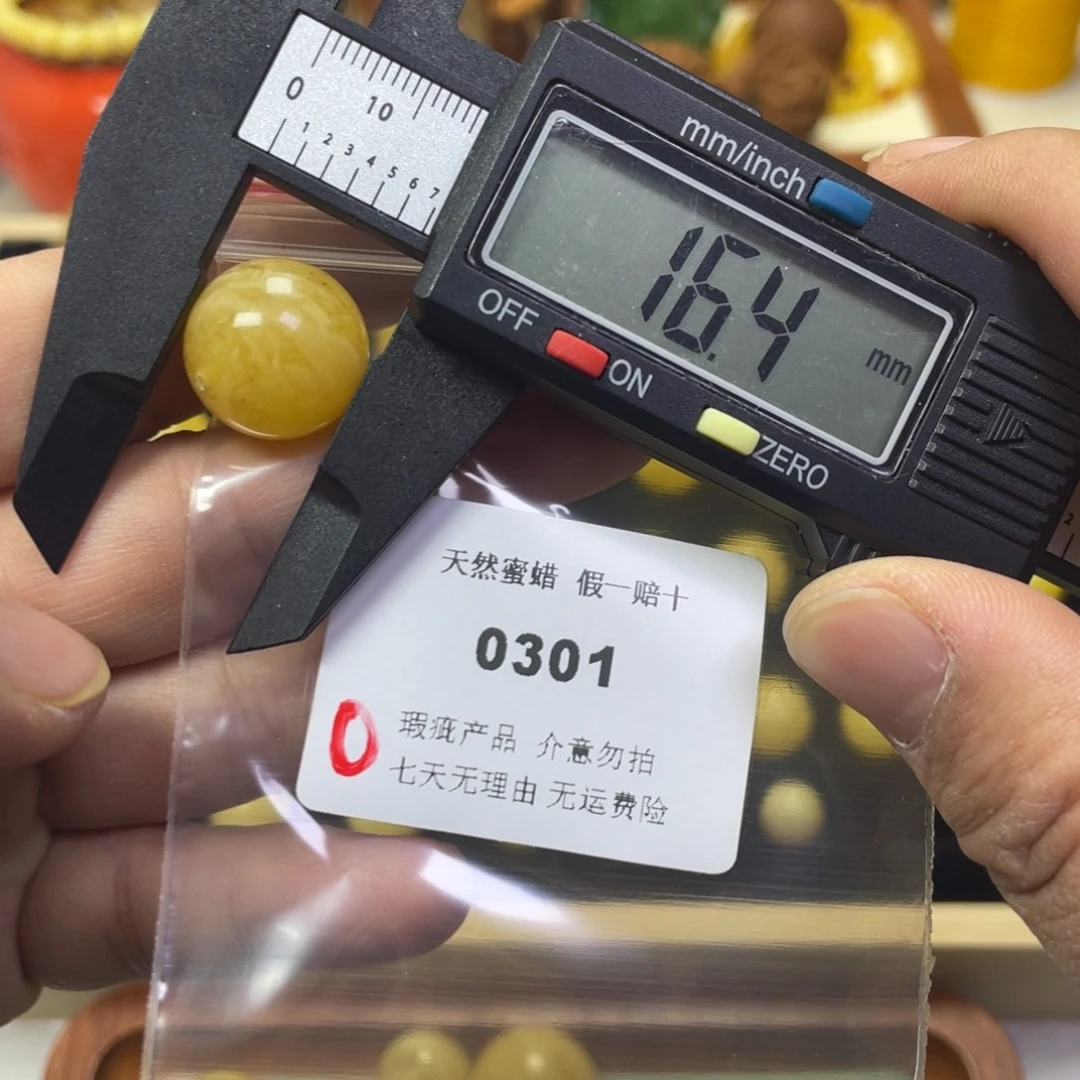 0 10
1 2 3 4 5 6 7
mm/inch
16.4 mm
OFF ON ZERO
天然蜜蜡 假一赔十
0301
0
瑕疵产品 介意勿拍
七天无理由 无运费险